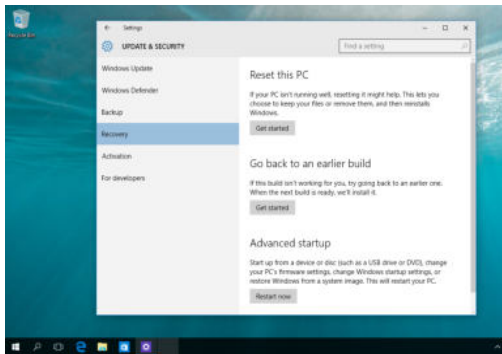 Recycle Bin
Settings
UPDATE & SECURITY
Find a setting
Windows Update
Windows Defender
Backup
Recovery
Activation
For developers
Reset this PC
If your PC isn't running well, resetting it might help. This lets you
choose to keep your files or remove them, and then reinstalls
Windows.
Get started
Go back to an earlier build
If this build isn't working for you, try going back to an earlier one.
When the next build is ready, we'll install it.
Get started
Advanced startup
Start up from a device or disc (such as a USB drive or DVD), change
your PC's firmware settings, change Windows startup settings, or
restore Windows from a system image. This will restart your PC.
Restart now